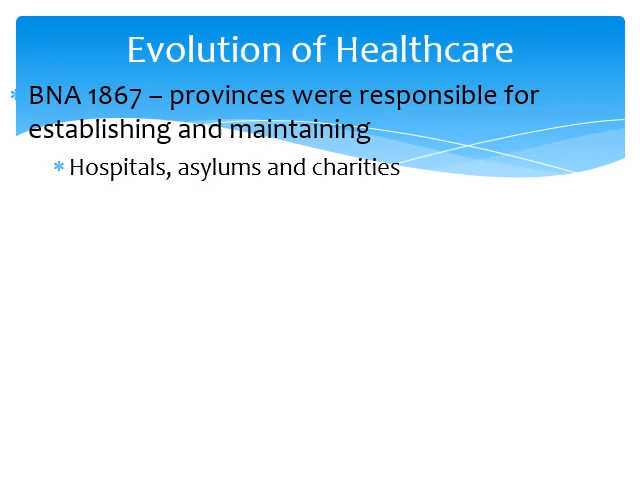 Evolution of Healthcare
* BNA 1867 – provinces were responsible for
establishing and maintaining
* Hospitals, asylums and charities